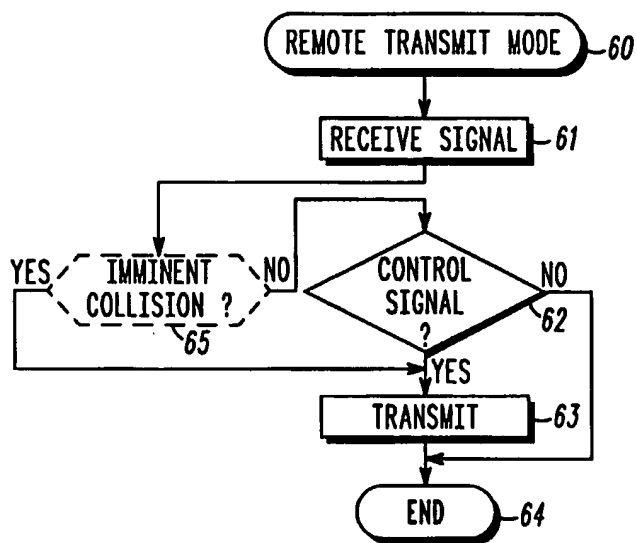 REMOTE TRANSMIT MODE
60
RECEIVE SIGNAL
61
YES
IMMINENT
COLLISION ?
NO
65
CONTROL
SIGNAL
?
NO
62
YES
TRANSMIT
63
END
64